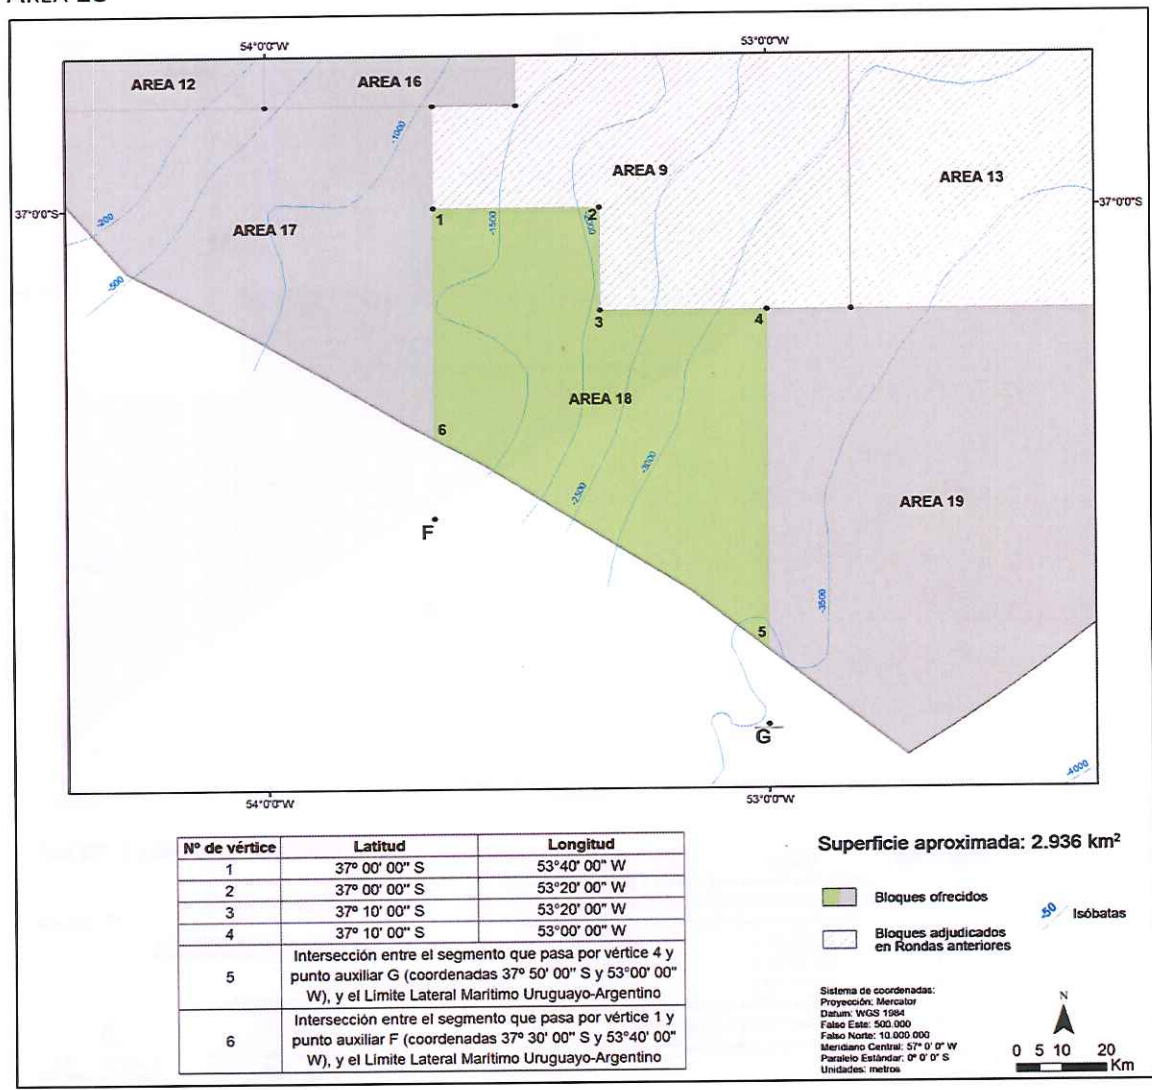 54°0'0"W
53°0'0"W
AREA 12
AREA 16
-1000
AREA 9
AREA 13
37°0'0"S
37°0'0"S
-200
1
-1500
2
AREA 17
-500
3
4
AREA 18
6
-3000
-2500
AREA 19
F
-3500
5
G
-4000
54°0'0"W
53°0'0"W
Nº de vértice Latitud Longitud
1 37º 00' 00" S 53°40' 00" W
2 37º 00' 00" S 53°20' 00" W
3 37º 10' 00" S 53°20' 00" W
4 37º 10' 00" S 53°00' 00" W
5 Intersección entre el segmento que pasa por vértice 4 y
punto auxiliar G (coordenadas 37º 50' 00" S y 53°00' 00"
W), y el Límite Lateral Marítimo Uruguayo-Argentino
6 Intersección entre el segmento que pasa por vértice 1 y
punto auxiliar F (coordenadas 37º 30' 00" S y 53°40' 00"
W), y el Límite Lateral Marítimo Uruguayo-Argentino
Superficie aproximada: 2.936 km²
Bloques ofrecidos
-50 Isóbatas
Bloques adjudicados
en Rondas anteriores
Sistema de coordenadas:
Proyección: Mercator
Datum: WGS 1984
Falso Este: 500.000
Falso Norte: 10.000.000
Meridiano Central: 57° 0' 0" W
Paralelo Estándar: 0° 0' 0" S
Unidades: metros
N
0 5 10 20
Km